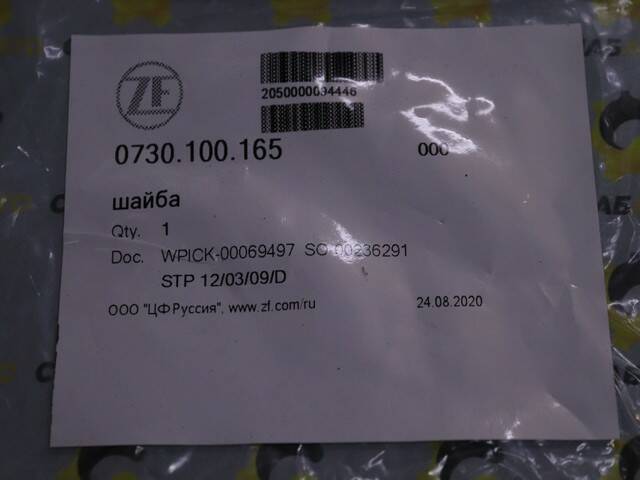 ZF
2050000094446
0730.100.165 000
шайба
Qty. 1
Doc. WPICK-00069497 SO-00236291
STP 12/03/09/D
ООО "ЦФ Руссия", www.zf.com/ru 24.08.2020